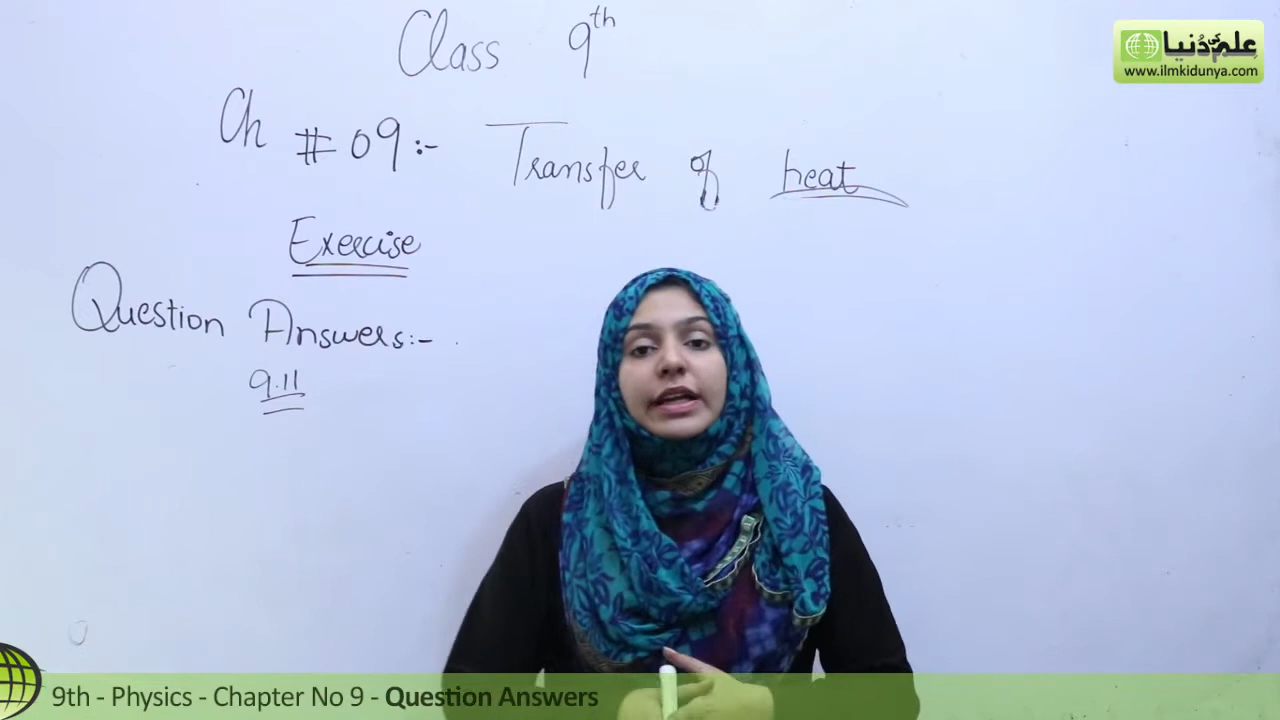 Class 9th
علم کی دنیا
www.ilmkidunya.com
Ch # 09:- Transfer of heat
Exercise
Question Answers:-
9.11
9th - Physics - Chapter No 9 - Question Answers